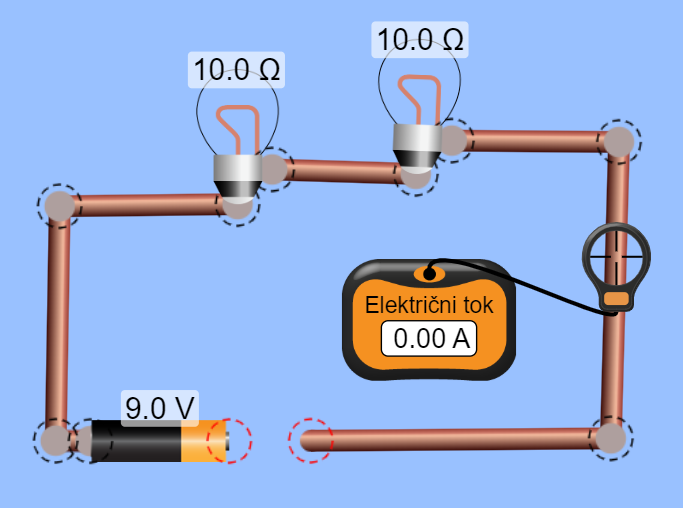 10.0 Ω
10.0 Ω
Električni tok
0.00 A
9.0 V